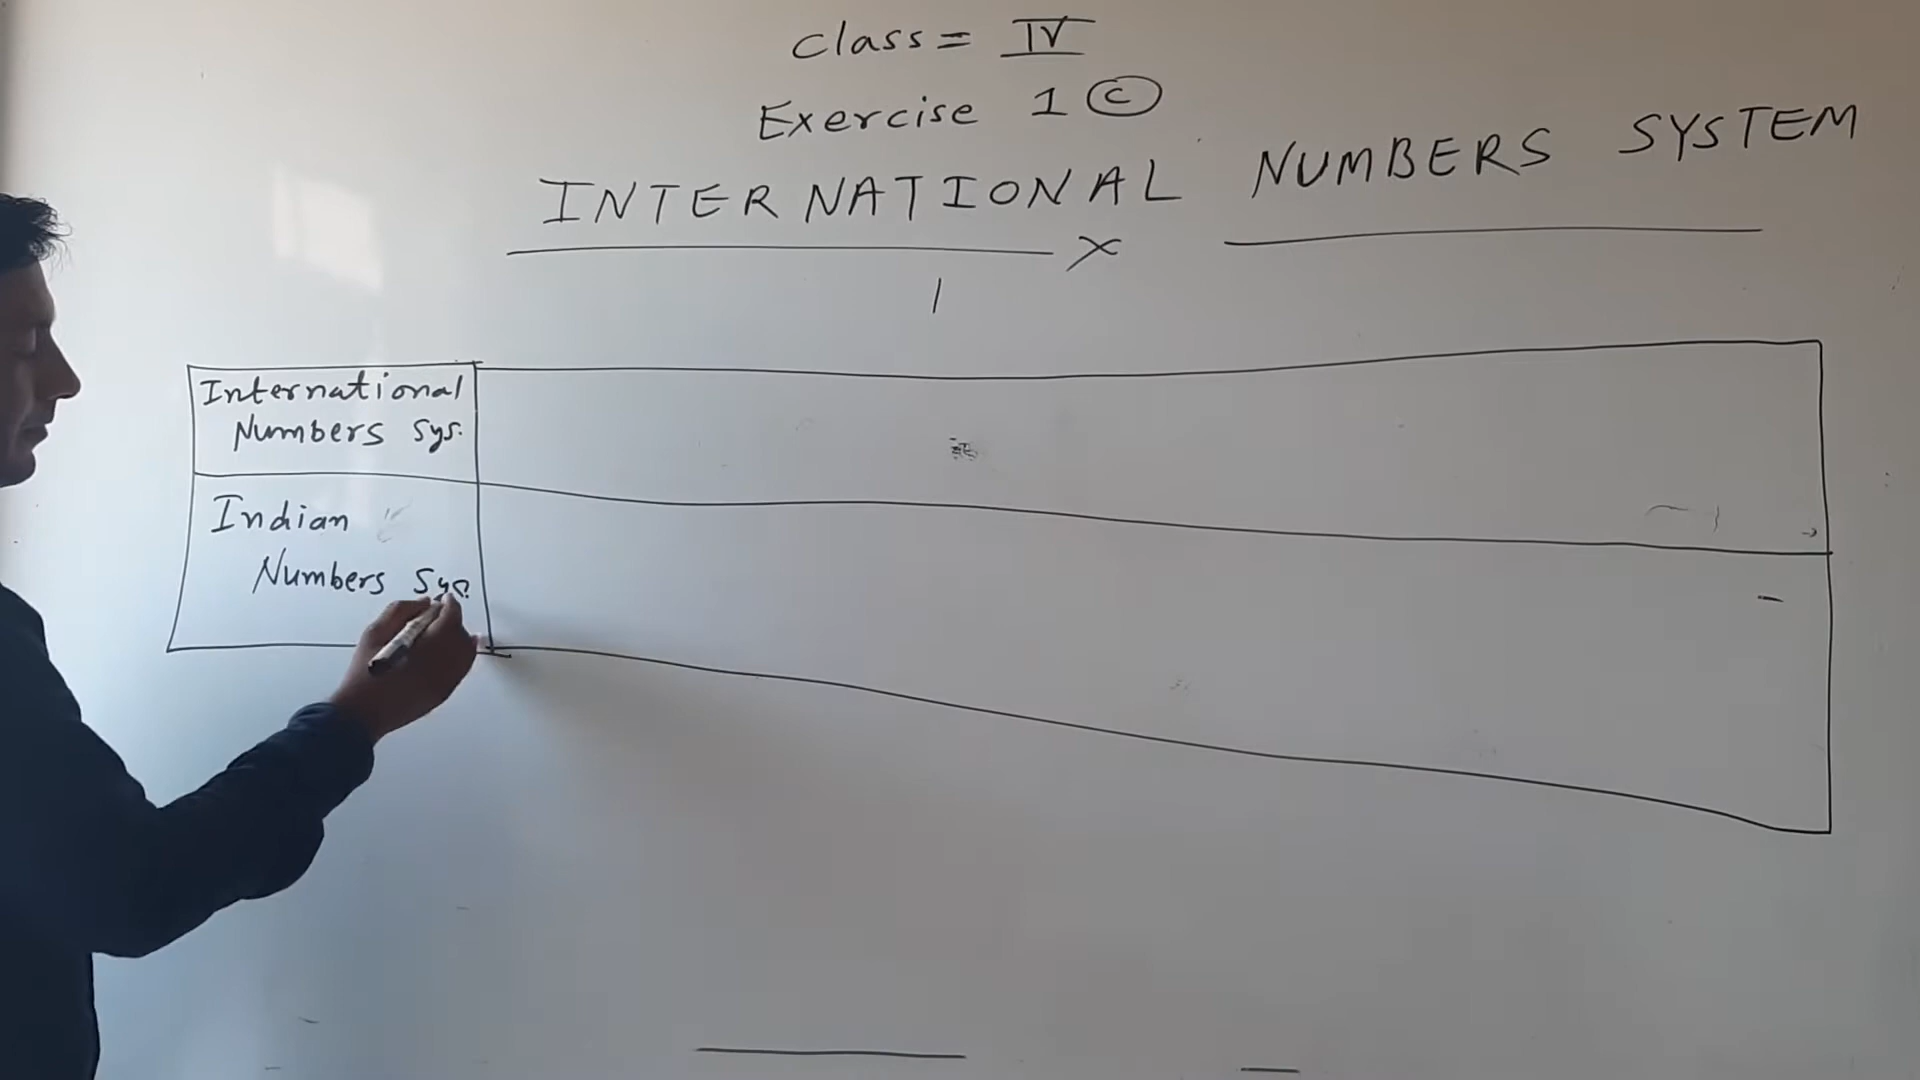 Class = IV
Exercise 1 C
INTERNATIONAL NUMBERS SYSTEM
International
Numbers Sys.
Indian
Numbers Sys.